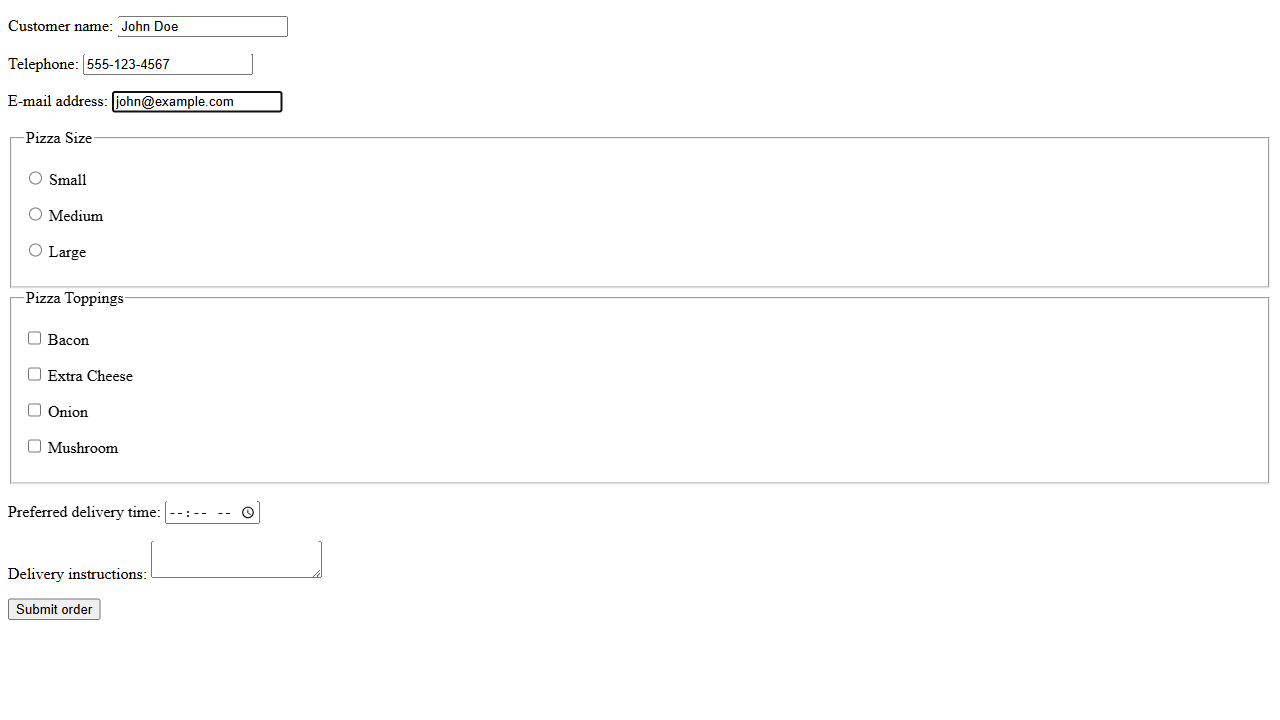 Customer name: John Doe
Telephone: 555-123-4567
E-mail address: john@example.com
Pizza Size
Small
Medium
Large
Pizza Toppings
Bacon
Extra Cheese
Onion
Mushroom
Preferred delivery time: --:-- --
Delivery instructions:
Submit order